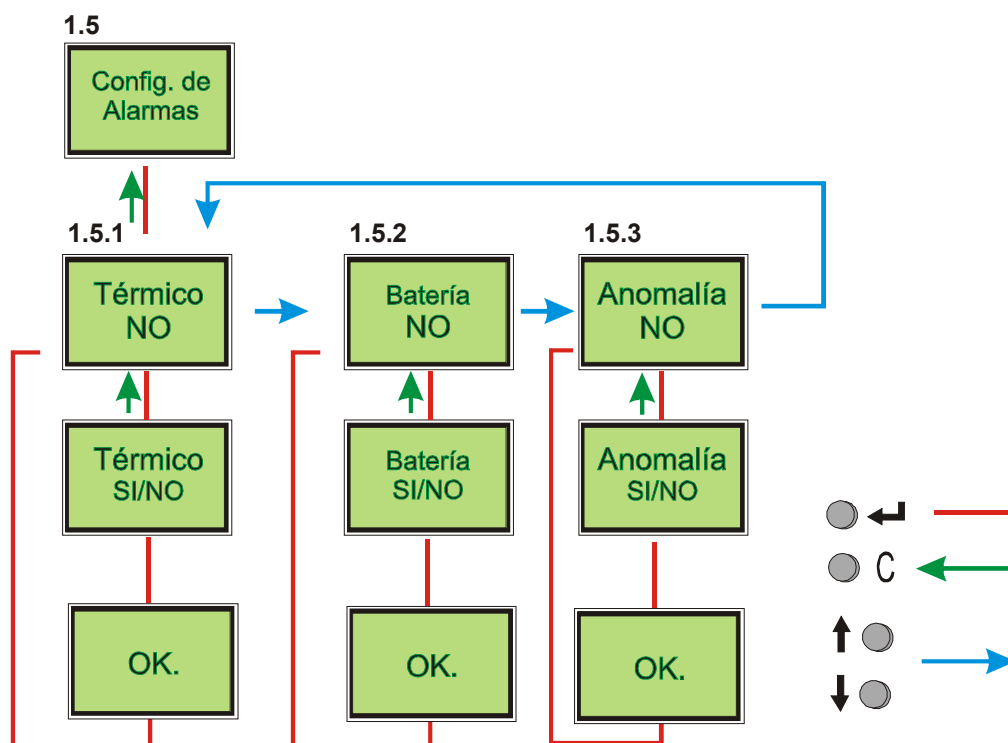 1.5
Config. de
Alarmas
1.5.1
Térmico
NO
1.5.2
Batería
NO
1.5.3
Anomalía
NO
Térmico
SI/NO
Batería
SI/NO
Anomalía
SI/NO
C
OK.
OK.
OK.